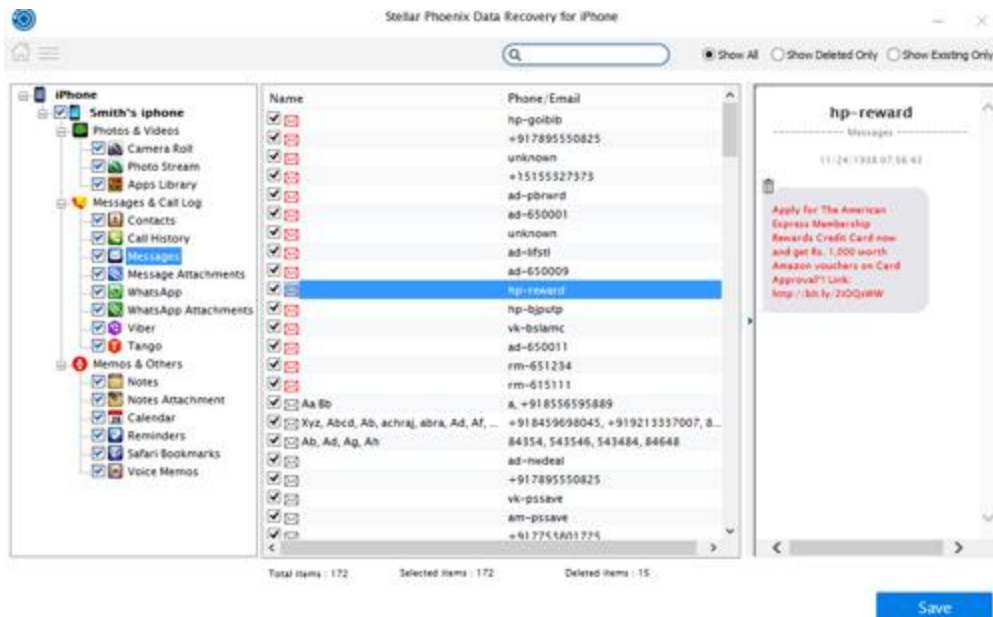 Stellar Phoenix Data Recovery for iPhone
Show All
Show Deleted Only
Show Existing Only
iPhone
Smith's iphone
Photos & Videos
Camera Roll
Photo Stream
Apps Library
Messages & Call Log
Contacts
Call History
Messages
Message Attachments
WhatsApp
WhatsApp Attachments
Viber
Tango
Memos & Others
Notes
Notes Attachment
Calendar
Reminders
Safari Bookmarks
Voice Memos
Name Phone/Email
hp-goibib
+917895550825
unknown
+15155327373
ad-pbrwrd
ad-650001
unknown
ad-lifstl
ad-650009
hp-reward
hp-bjputp
vk-bslamc
ad-650011
rm-651234
rm-615111
Aa Bb a, +918556595889
Xyz, Abcd, Ab, achraj, abra, Ad, Af, ... +918459698045, +919213337007, 8...
Ab, Ad, Ag, Ah 84354, 543546, 543484, 84648
ad-nwdeal
+917895550825
vk-pssave
am-pssave
+917753801725
hp-reward
Messages
Apply for The American
Express Membership
Rewards Credit Card now
and get Rs. 1,000 worth
Amazon vouchers on Card
Approval*! Link:
Total items : 172
Selected items : 172
Deleted items : 15
Save